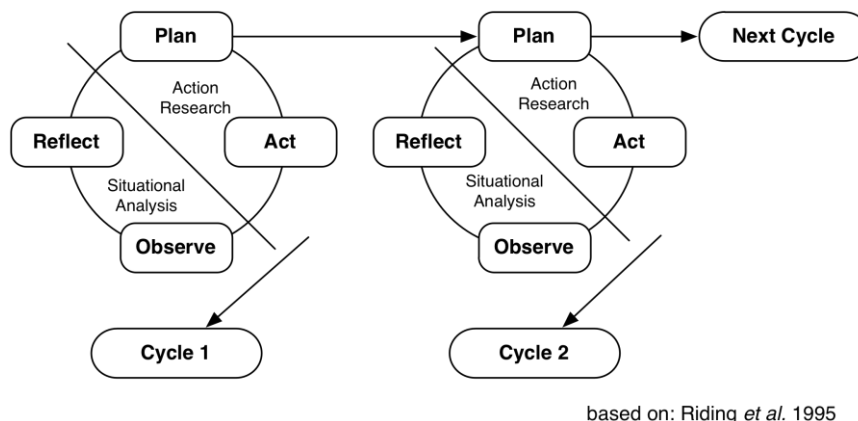 Plan
Plan
Next Cycle
Action
Research
Action
Research
Reflect
Act
Reflect
Act
Situational
Analysis
Situational
Analysis
Observe
Observe
Cycle 1
Cycle 2
based on: Riding et al. 1995